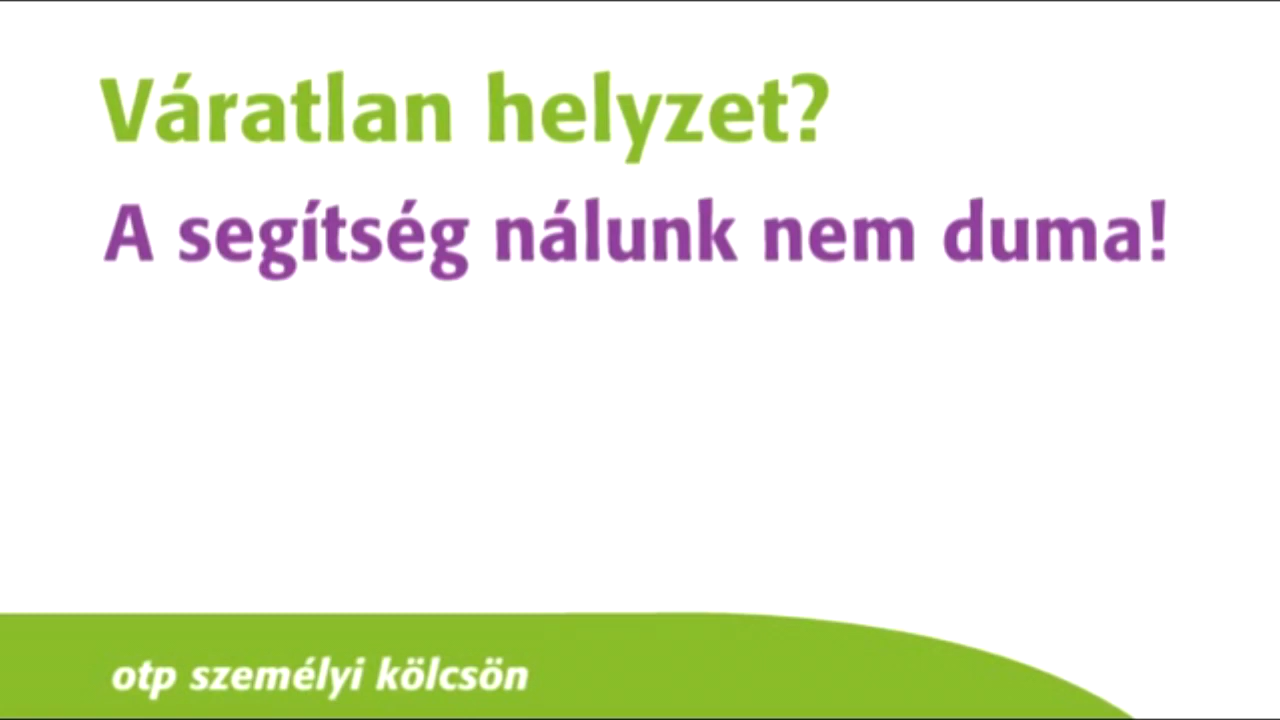 Váratlan helyzet?
A segítség nálunk nem duma!
otp személyi kölcsön